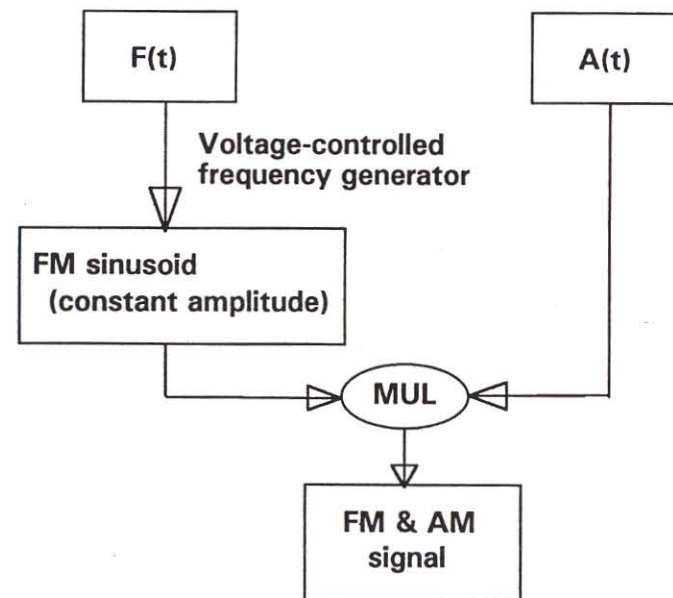 F(t)
A(t)
Voltage-controlled
frequency generator
FM sinusoid
(constant amplitude)
MUL
FM & AM
signal